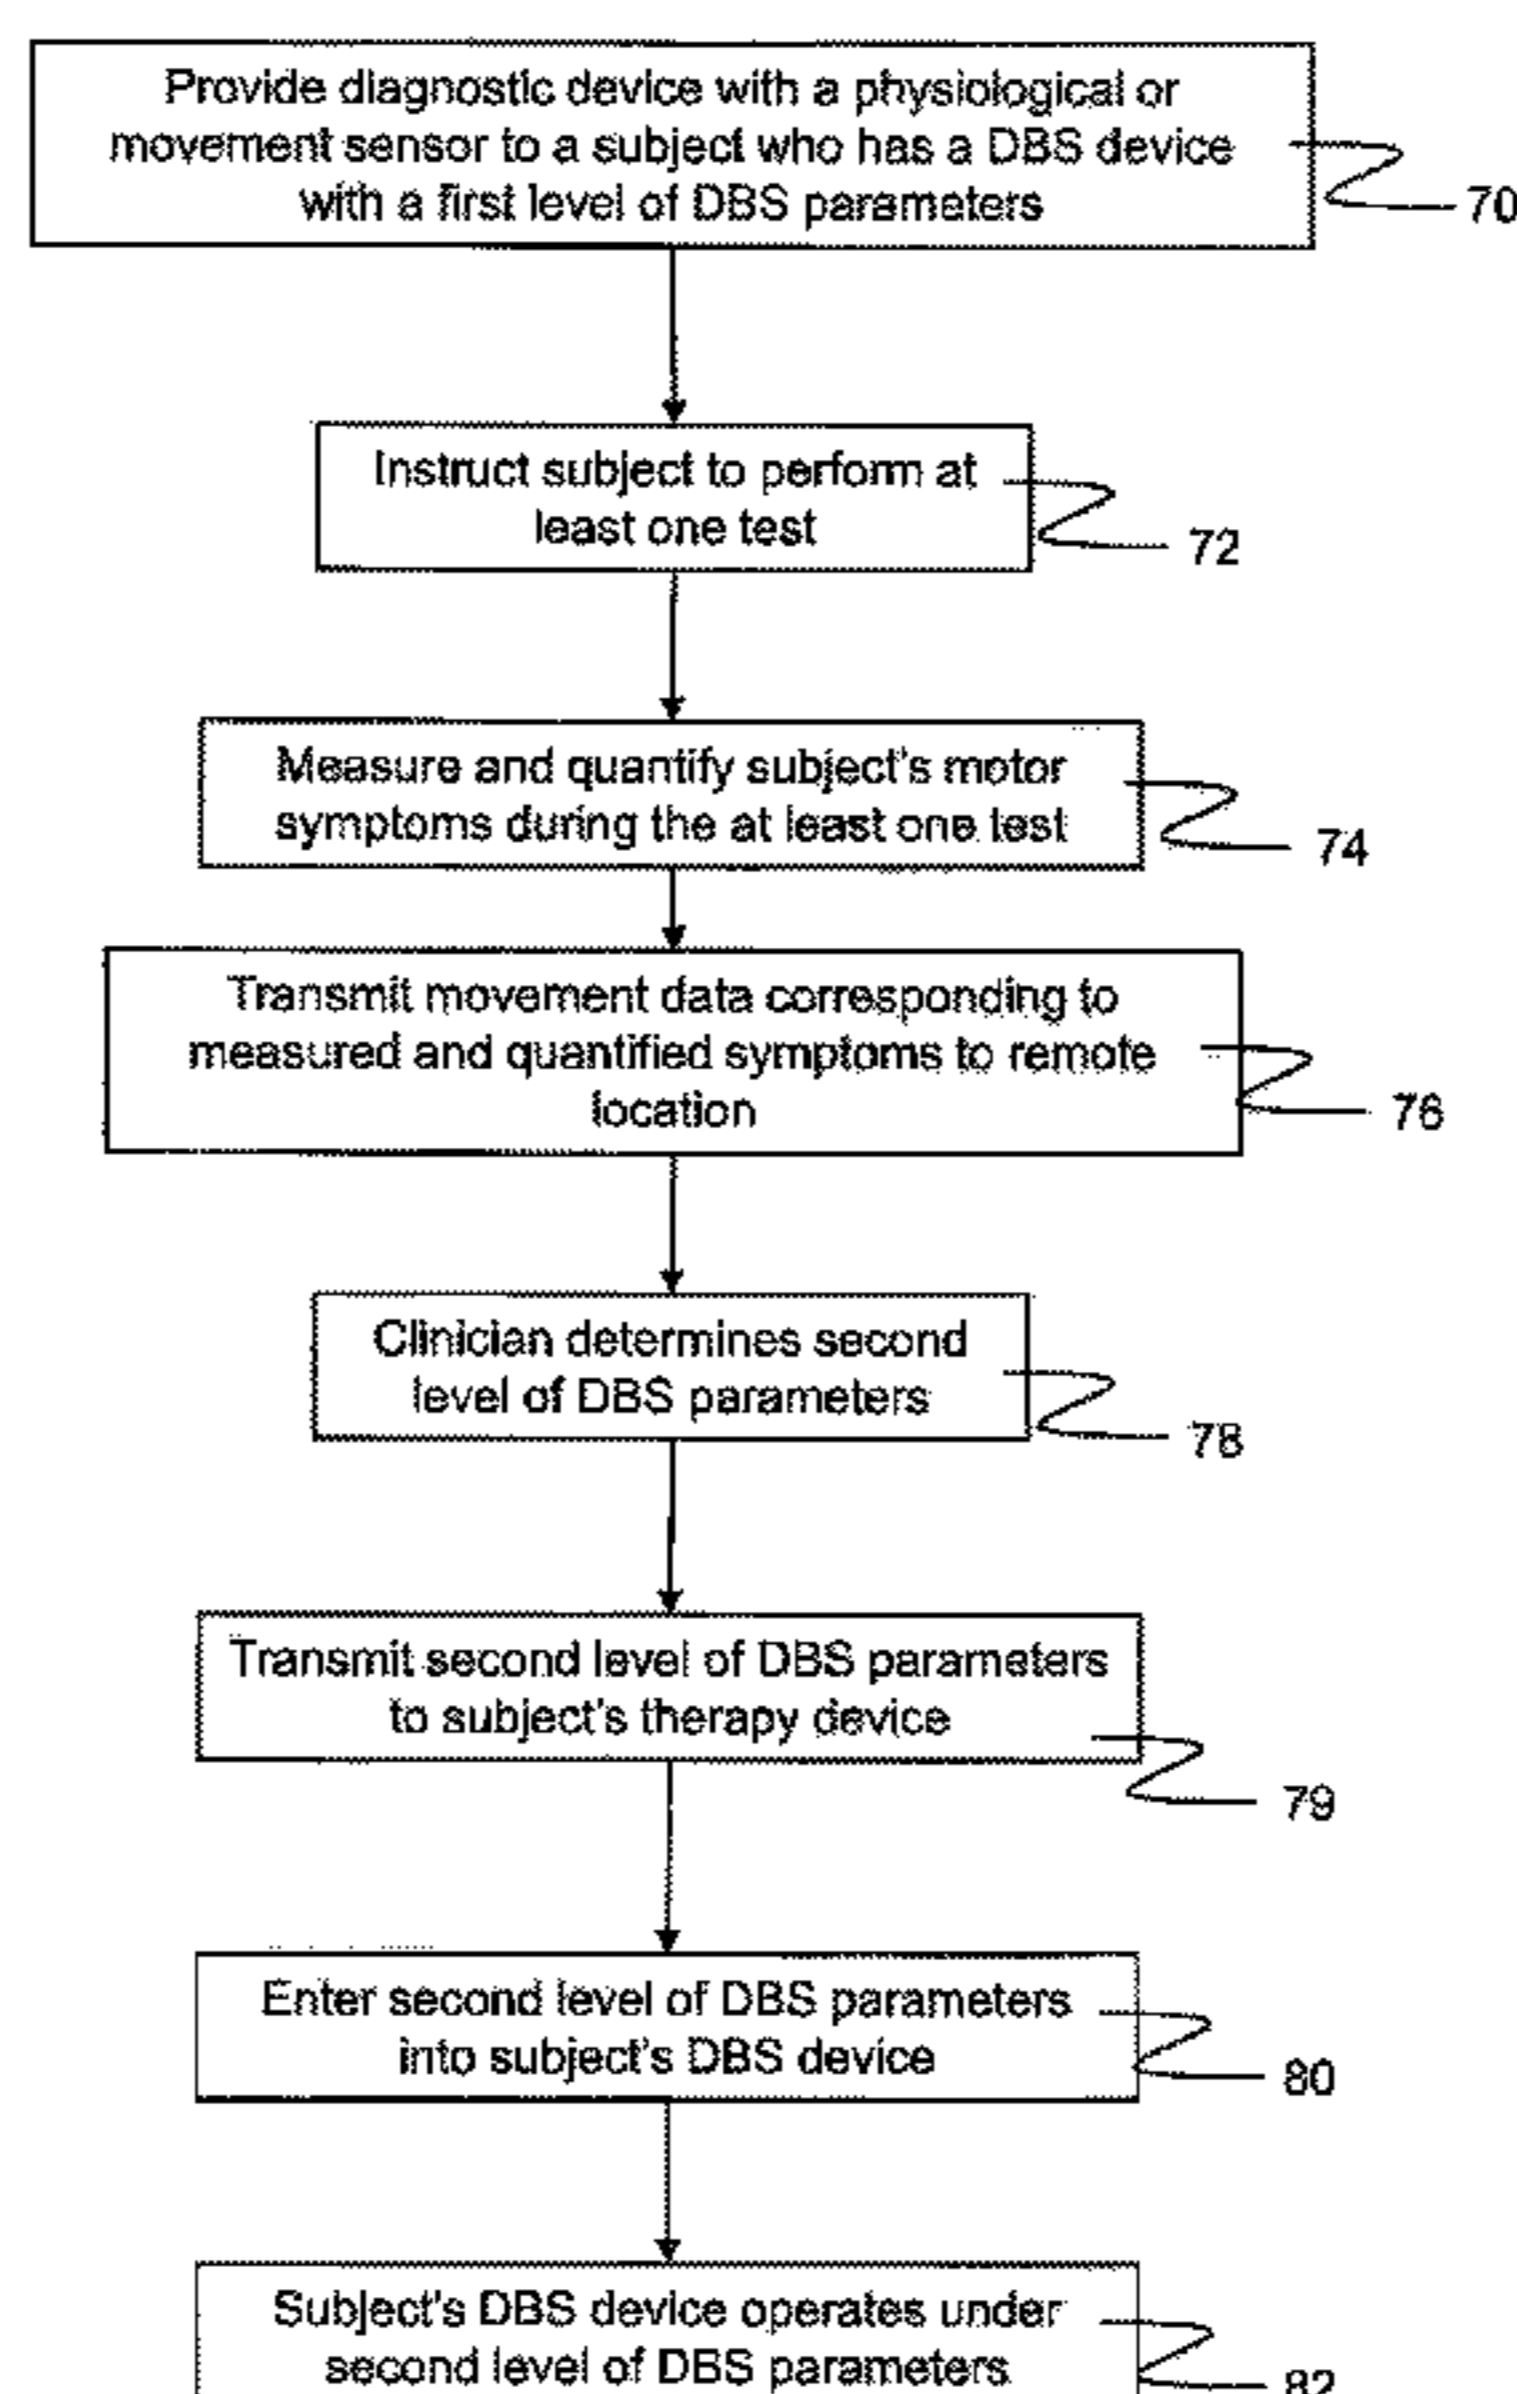 Provide diagnostic device with a physiological or
movement sensor to a subject who has a DBS device
with a first level of DBS parameters
70
Instruct subject to perform at
least one test
72
Measure and quantify subject's motor
symptoms during the at least one test
74
Transmit movement data corresponding to
measured and quantified symptoms to remote
location
76
Clinician determines second
level of DBS parameters
78
Transmit second level of DBS parameters
to subject's therapy device
79
Enter second level of DBS parameters
into subject's DBS device
80
Subject's DBS device operates under
second level of DBS parameters
82